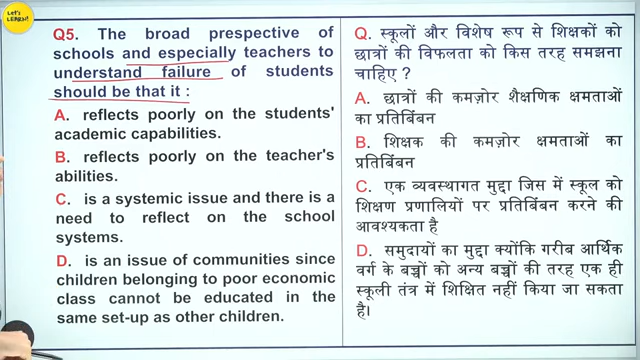 Let's
LEARN!
Q5. The broad prespective of
schools and especially teachers to
understand failure of students
should be that it :
A. reflects poorly on the students'
academic capabilities.
B. reflects poorly on the teacher's
abilities.
C. is a systemic issue and there is a
need to reflect on the school
systems.
D. is an issue of communities since
children belonging to poor economic
class cannot be educated in the
same set-up as other children.
Q. स्कूलों और विशेष रूप से शिक्षकों को
छात्रों की विफलता को किस तरह समझना
चाहिए ?
A. छात्रों की कमज़ोर शैक्षणिक क्षमताओं
का प्रतिबिंबन
B. शिक्षक की कमज़ोर क्षमताओं का
प्रतिबिंबन
C. एक व्यवस्थागत मुद्दा जिस में स्कूल को
शिक्षण प्रणालियों पर प्रतिबिंबन करने की
आवश्यकता है
D. समुदायों का मुद्दा क्योंकि गरीब आर्थिक
वर्ग के बच्चों को अन्य बच्चों की तरह एक ही
स्कूली तंत्र में शिक्षित नहीं किया जा सकता
है।